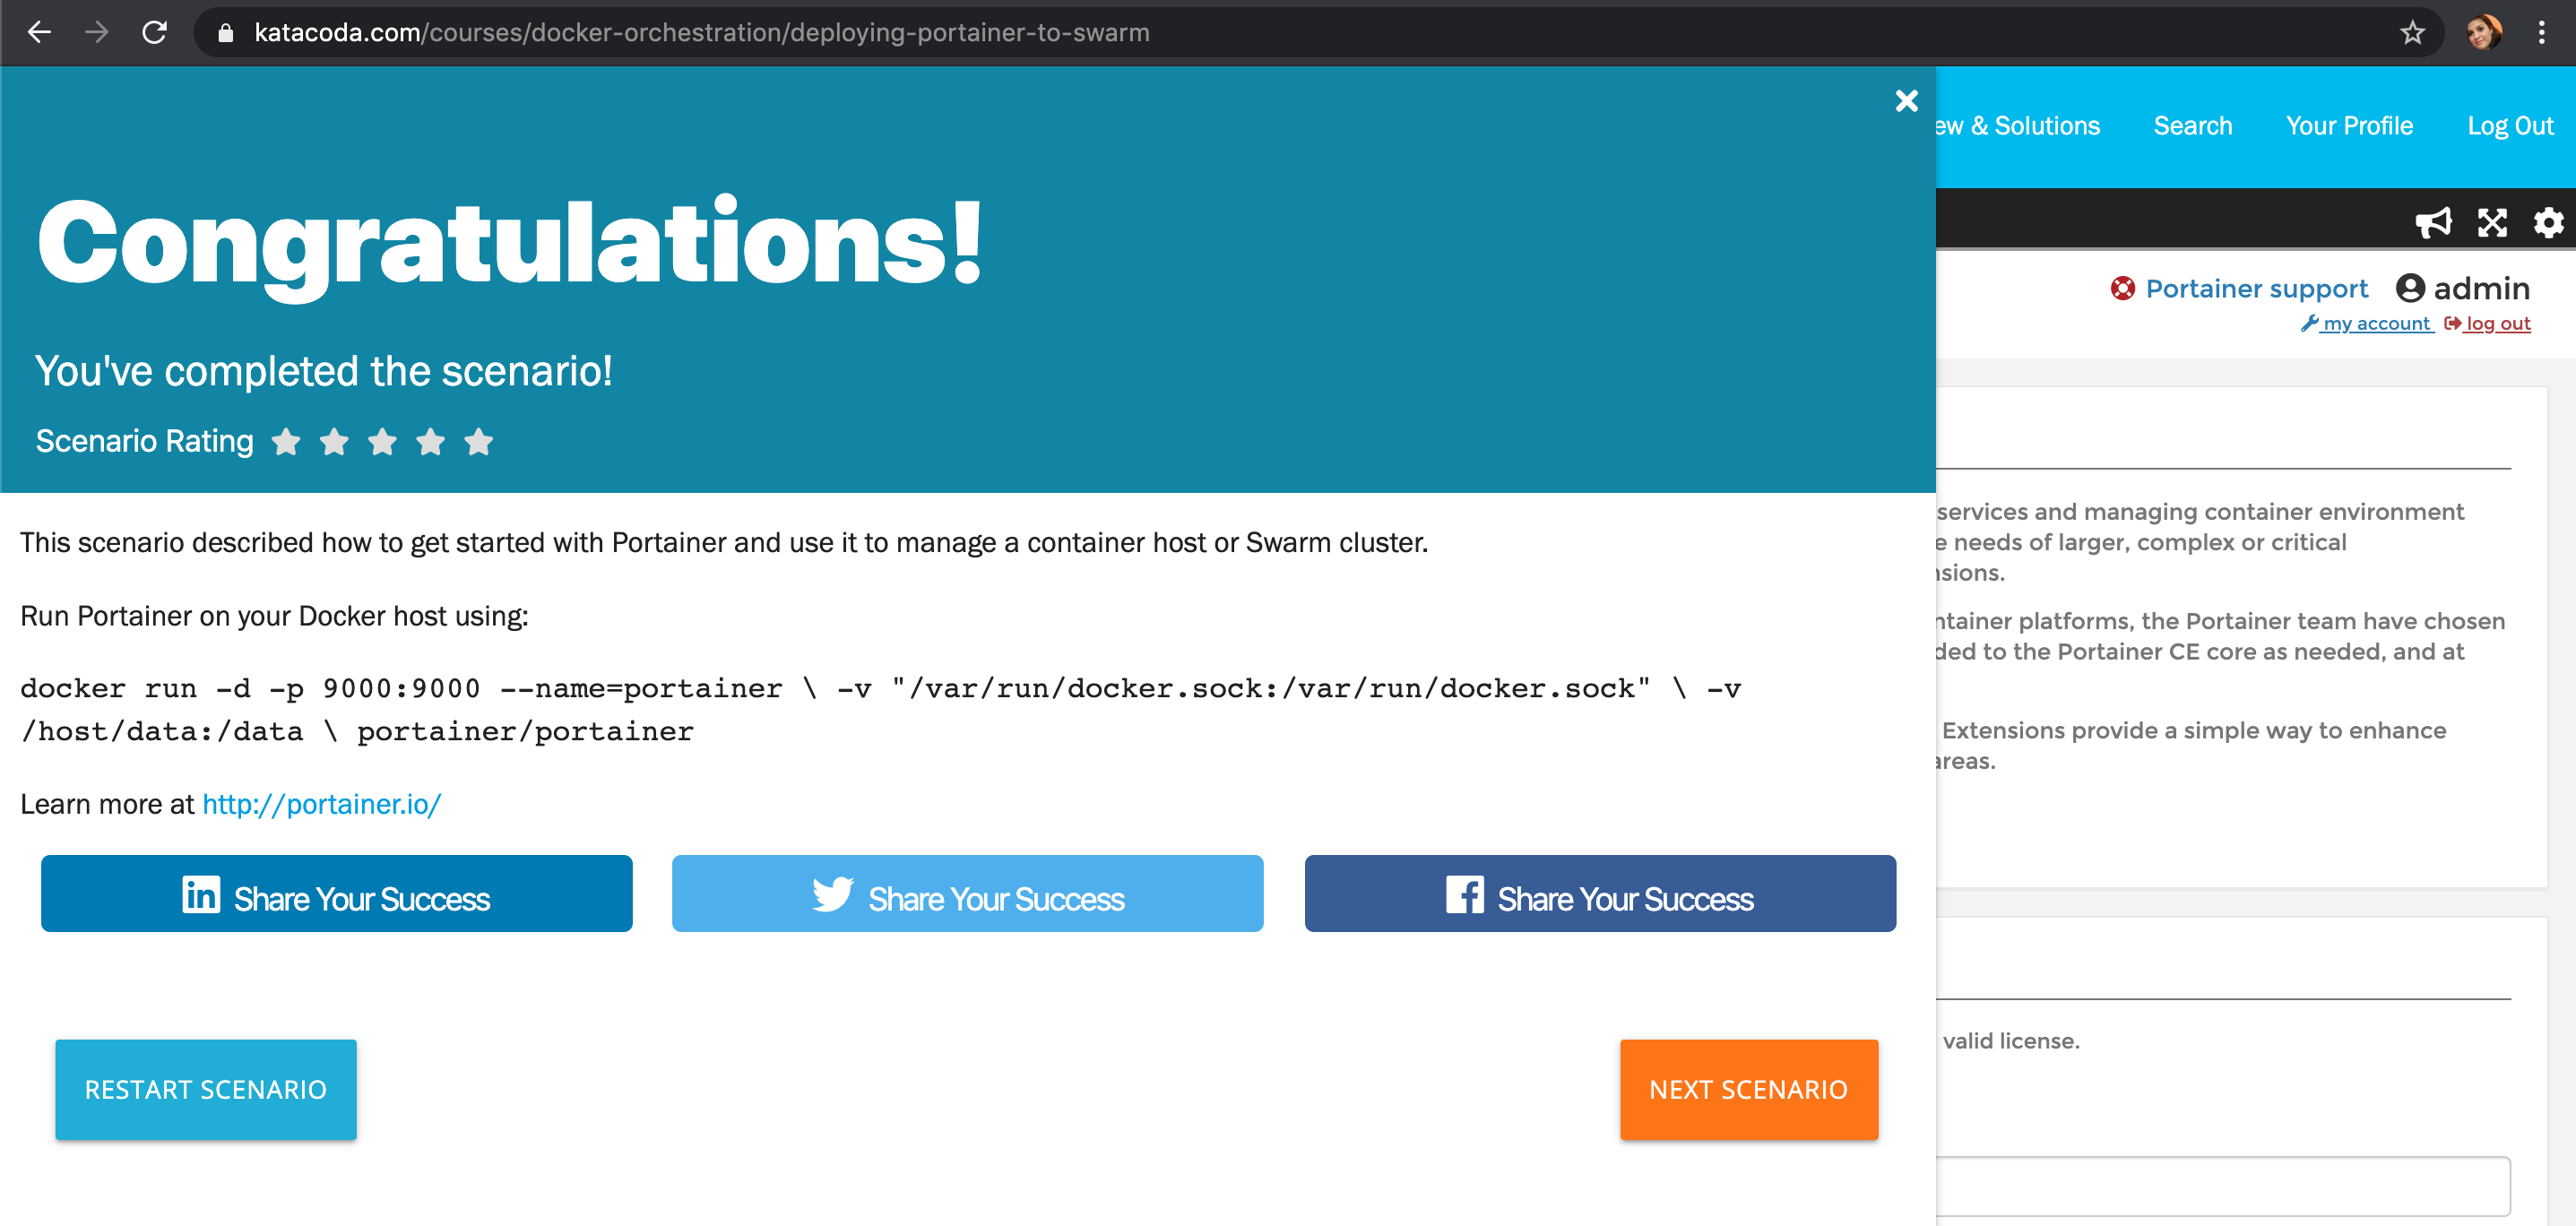 katacoda.com/courses/docker-orchestration/deploying-portainer-to-swarm
& Solutions
Search
Your Profile
Log Out
Congratulations!
You've completed the scenario!
Scenario Rating
This scenario described how to get started with Portainer and use it to manage a container host or Swarm cluster.
Run Portainer on your Docker host using:
docker run -d -p 9000:9000 --name=portainer \ -v "/var/run/docker.sock:/var/run/docker.sock" \ -v
/host/data:/data \ portainer/portainer
Learn more at http://portainer.io/
in Share Your Success
Share Your Success
f Share Your Success
RESTART SCENARIO
NEXT SCENARIO
Portainer support
admin
my account
log out
services and managing container environment
needs of larger, complex or critical
platforms, the Portainer team have chosen
to the Portainer CE core as needed, and at
Extensions provide a simple way to enhance
areas.
valid license.